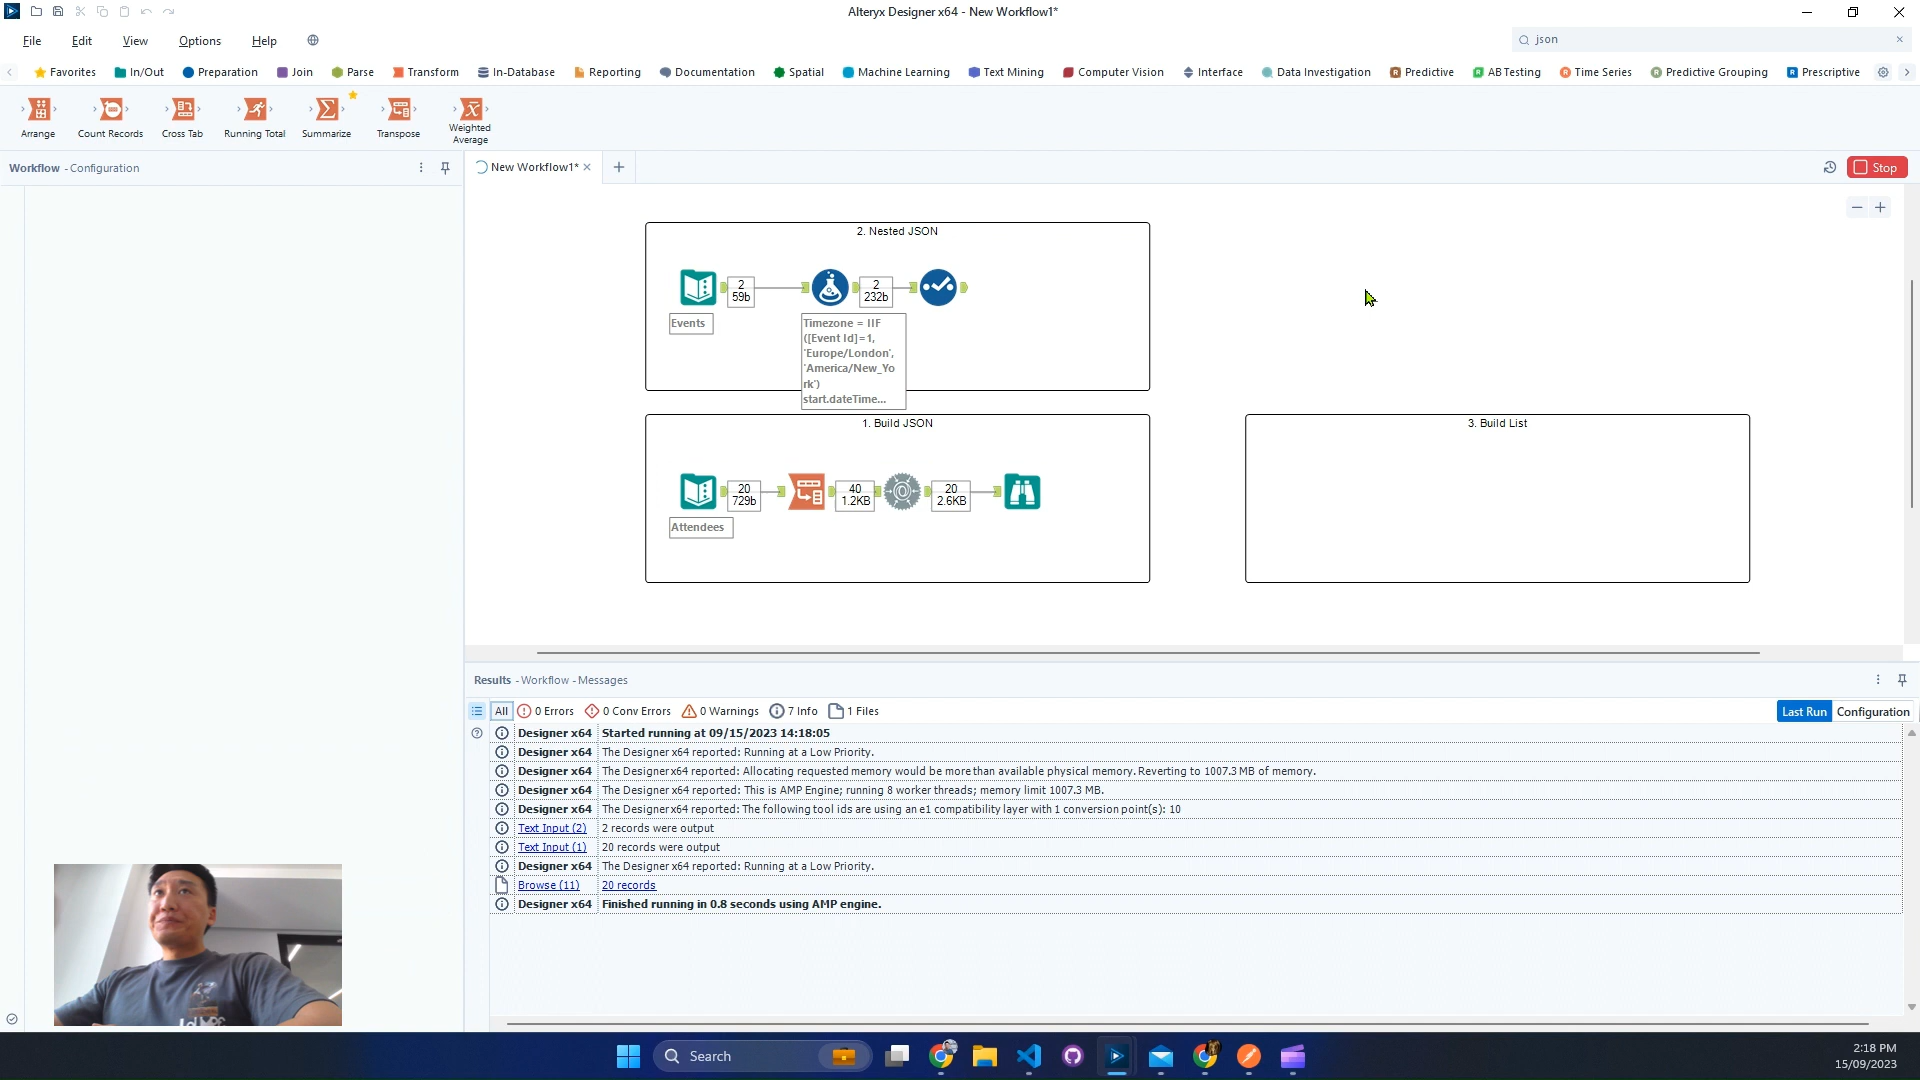 Alteryx Designer x64 - New Workflow1*
File Edit View Options Help
json
Favorites In/Out Preparation Join Parse Transform In-Database Reporting Documentation Spatial Machine Learning Text Mining Computer Vision Interface Data Investigation Predictive AB Testing Time Series Predictive Grouping Prescriptive
Arrange Count Records Cross Tab Running Total Summarize Transpose Weighted
Average
Workflow - Configuration
New Workflow1*
Stop
2. Nested JSON
2
59b
2
232b
Events
Timezone = IIF
([Event Id]=1,
'Europe/London',
'America/New_Yo
rk')
start.dateTime...
1. Build JSON
3. Build List
20
729b
40
1.2KB
20
2.6KB
Attendees
Results - Workflow - Messages
All 0 Errors 0 Conv Errors 0 Warnings 7 Info 1 Files
Last Run Configuration
Designer x64 Started running at 09/15/2023 14:18:05
Designer x64 The Designer x64 reported: Running at a Low Priority.
Designer x64 The Designer x64 reported: Allocating requested memory would be more than available physical memory. Reverting to 1007.3 MB of memory.
Designer x64 The Designer x64 reported: This is AMP Engine; running 8 worker threads; memory limit 1007.3 MB.
Designer x64 The Designer x64 reported: The following tool ids are using an e1 compatibility layer with 1 conversion point(s): 10
Text Input (2) 2 records were output
Text Input (1) 20 records were output
Designer x64 The Designer x64 reported: Running at a Low Priority.
Browse (11) 20 records
Designer x64 Finished running in 0.8 seconds using AMP engine.
Search
2:18 PM
15/09/2023